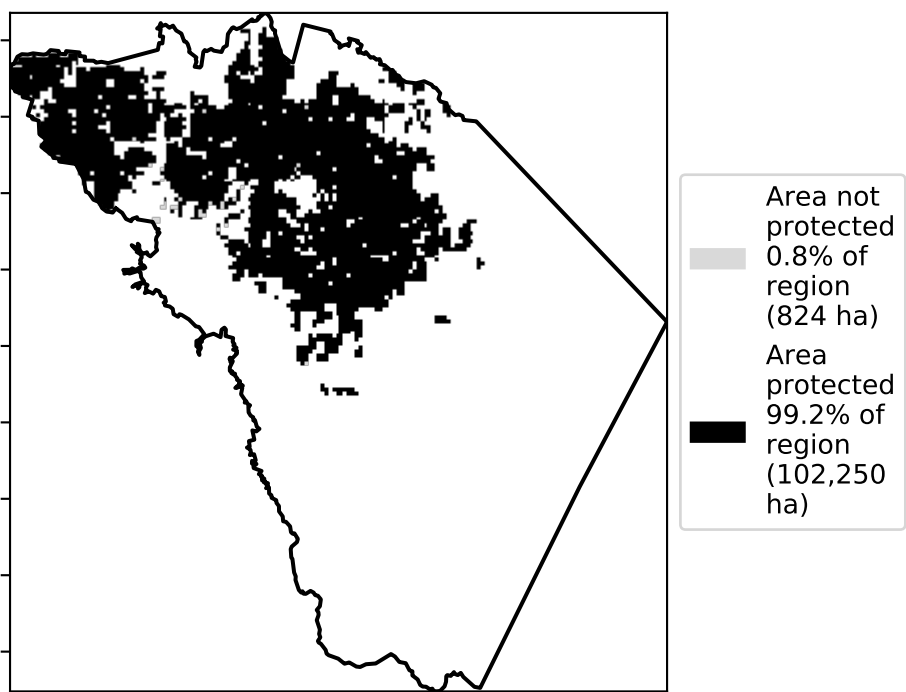 Area not
protected
0.8% of
region
(824 ha)
Area
protected
99.2% of
region
(102,250
ha)